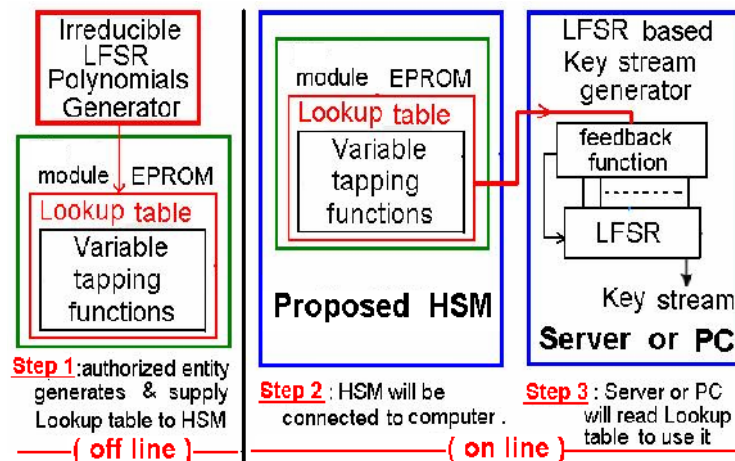 Irreducible
LFSR
Polynomials
Generator
module EPROM
Lookup table
Variable
tapping
functions
Step 1 :authorized entity
generates & supply
Lookup table to HSM
( off line )
module EPROM
Lookup table
Variable
tapping
functions
Proposed HSM
Step 2 : HSM will be
connected to computer .
LFSR based
Key stream
generator
feedback
function
LFSR
Key stream
Server or PC
Step 3 : Server or PC
will read Lookup
table to use it
( on line )